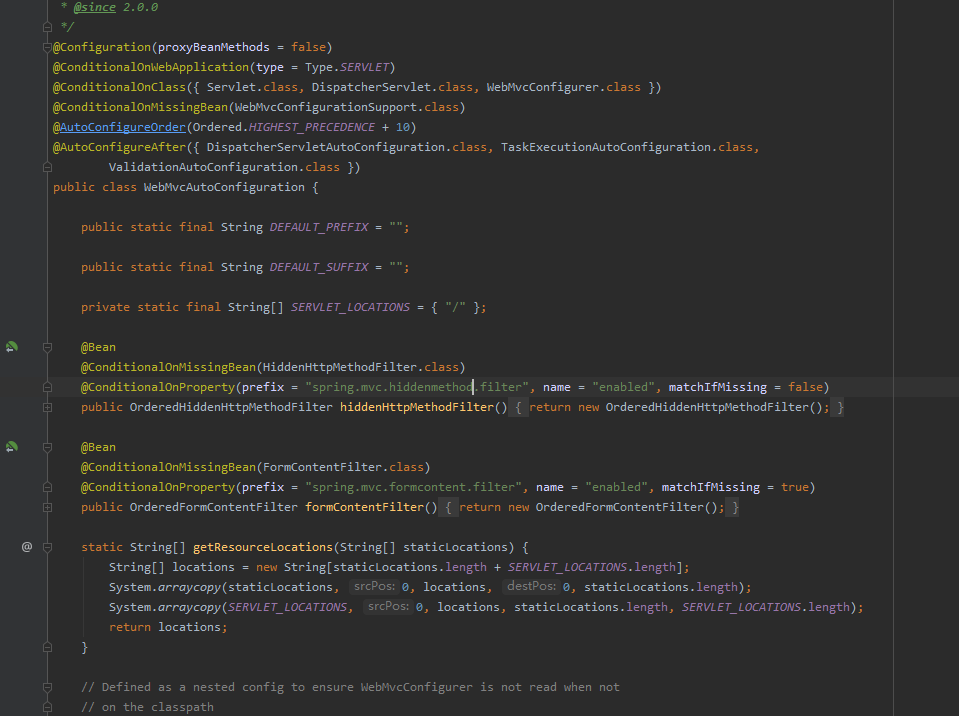 * @since 2.0.0
*/
@Configuration(proxyBeanMethods = false)
@ConditionalOnWebApplication(type = Type.SERVLET)
@ConditionalOnClass({ Servlet.class, DispatcherServlet.class, WebMvcConfigurer.class })
@ConditionalOnMissingBean(WebMvcConfigurationSupport.class)
@AutoConfigureOrder(Ordered.HIGHEST_PRECEDENCE + 10)
@AutoConfigureAfter({ DispatcherServletAutoConfiguration.class, TaskExecutionAutoConfiguration.class,
ValidationAutoConfiguration.class })
public class WebMvcAutoConfiguration {
public static final String DEFAULT_PREFIX = "";
public static final String DEFAULT_SUFFIX = "";
private static final String[] SERVLET_LOCATIONS = { "/" };
@Bean
@ConditionalOnMissingBean(HiddenHttpMethodFilter.class)
@ConditionalOnProperty(prefix = "spring.mvc.hiddenmethod.filter", name = "enabled", matchIfMissing = false)
public OrderedHiddenHttpMethodFilter hiddenHttpMethodFilter() { return new OrderedHiddenHttpMethodFilter(); }
@Bean
@ConditionalOnMissingBean(FormContentFilter.class)
@ConditionalOnProperty(prefix = "spring.mvc.formcontent.filter", name = "enabled", matchIfMissing = true)
public OrderedFormContentFilter formContentFilter() { return new OrderedFormContentFilter(); }
@ static String[] getResourceLocations(String[] staticLocations) {
String[] locations = new String[staticLocations.length + SERVLET_LOCATIONS.length];
System.arraycopy(staticLocations, srcPos: 0, locations, destPos: 0, staticLocations.length);
System.arraycopy(SERVLET_LOCATIONS, srcPos: 0, locations, staticLocations.length, SERVLET_LOCATIONS.length);
return locations;
}
// Defined as a nested config to ensure WebMvcConfigurer is not read when not
// on the classpath